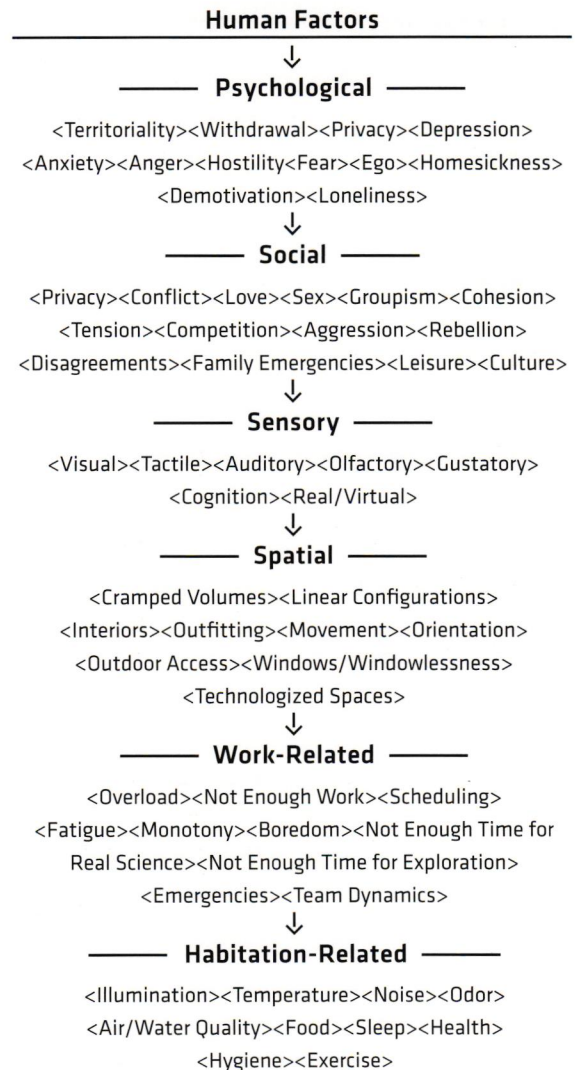 Human Factors
Psychological
<Territoriality><Withdrawal><Privacy><Depression>
<Anxiety><Anger><Hostility<Fear><Ego><Homesickness>
<Demotivation><Loneliness>
Social
<Privacy><Conflict><Love><Sex><Groupism><Cohesion>
<Tension><Competition><Aggression><Rebellion>
<Disagreements><Family Emergencies><Leisure><Culture>
Sensory
<Visual><Tactile><Auditory><Olfactory><Gustatory>
<Cognition><Real/Virtual>
Spatial
<Cramped Volumes><Linear Configurations>
<Interiors><Outfitting><Movement><Orientation>
<Outdoor Access><Windows/Windowlessness>
<Technologized Spaces>
Work-Related
<Overload><Not Enough Work><Scheduling>
<Fatigue><Monotony><Boredom><Not Enough Time for
Real Science><Not Enough Time for Exploration>
<Emergencies><Team Dynamics>
Habitation-Related
<Illumination><Temperature><Noise><Odor>
<Air/Water Quality><Food><Sleep><Health>
<Hygiene><Exercise>